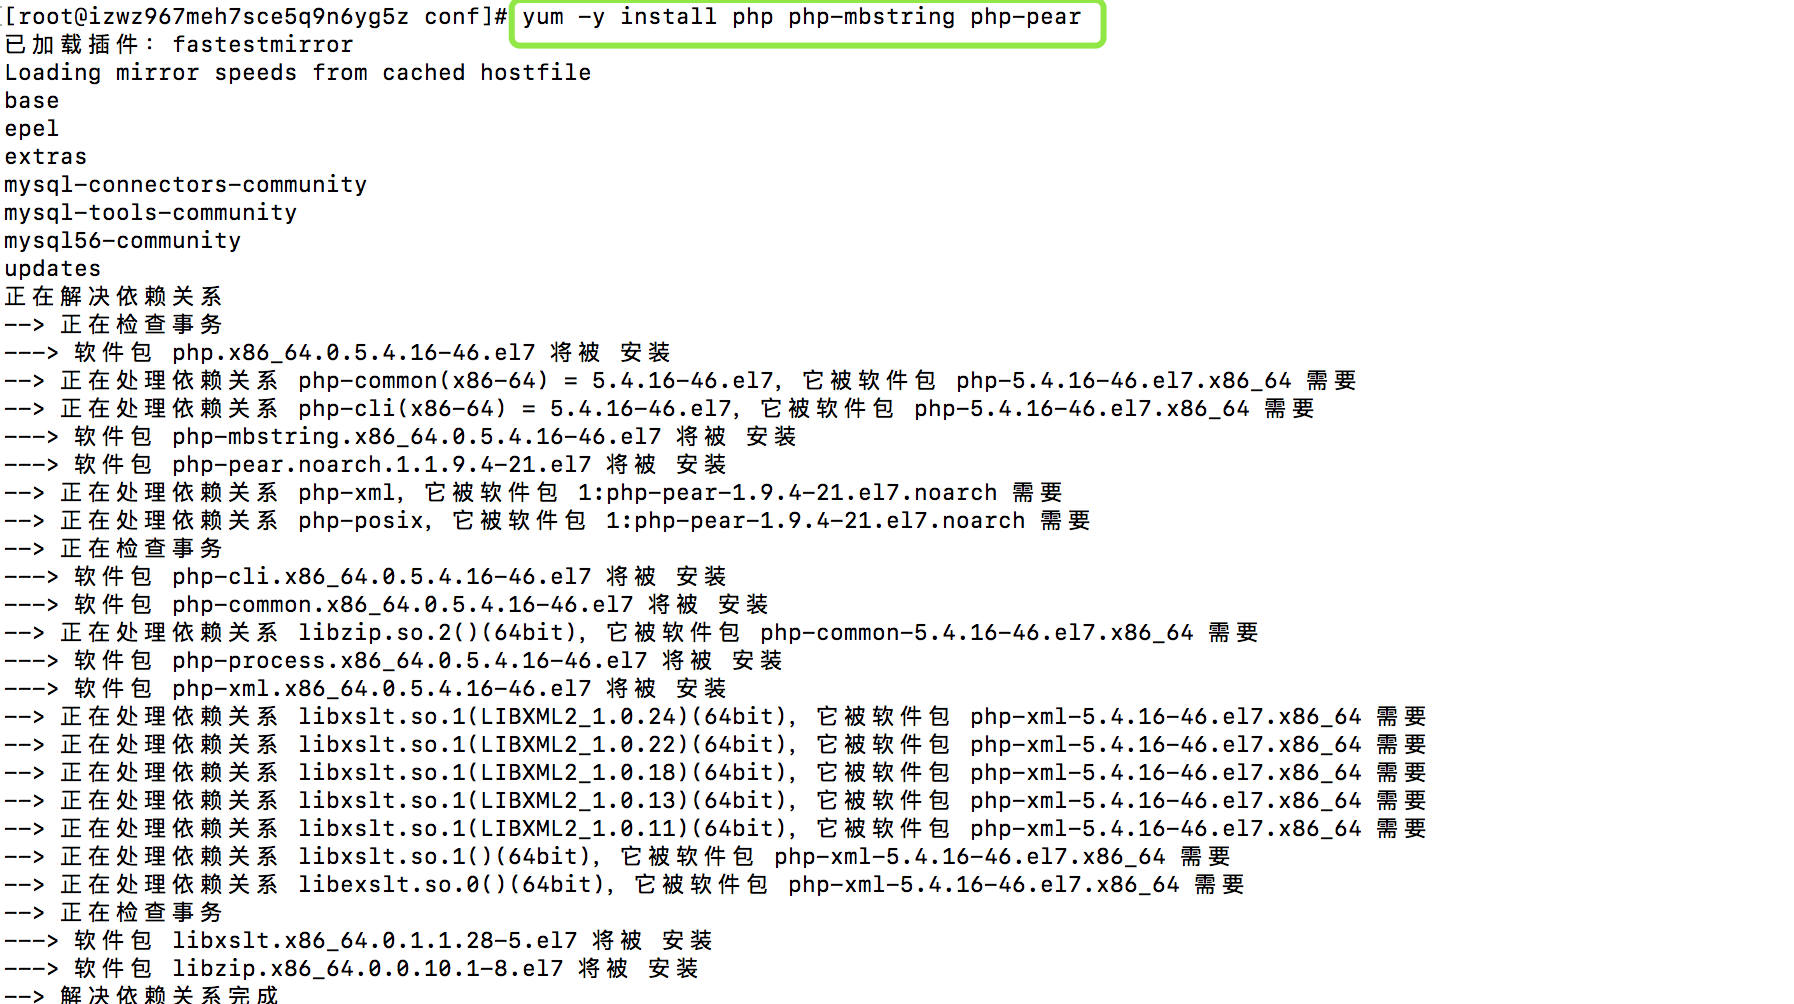 [[root@izwz967meh7sce5q9n6yg5z conf]# yum -y install php php-mbstring php-pear
已加载插件：fastestmirror
Loading mirror speeds from cached hostfile
base
epel
extras
mysql-connectors-community
mysql-tools-community
mysql56-community
updates
正在解决依赖关系
--> 正在检查事务
---> 软件包 php.x86_64.0.5.4.16-46.el7 将被 安装
--> 正在处理依赖关系 php-common(x86-64) = 5.4.16-46.el7，它被软件包 php-5.4.16-46.el7.x86_64 需要
--> 正在处理依赖关系 php-cli(x86-64) = 5.4.16-46.el7，它被软件包 php-5.4.16-46.el7.x86_64 需要
---> 软件包 php-mbstring.x86_64.0.5.4.16-46.el7 将被 安装
---> 软件包 php-pear.noarch.1.1.9.4-21.el7 将被 安装
--> 正在处理依赖关系 php-xml，它被软件包 1:php-pear-1.9.4-21.el7.noarch 需要
--> 正在处理依赖关系 php-posix，它被软件包 1:php-pear-1.9.4-21.el7.noarch 需要
--> 正在检查事务
---> 软件包 php-cli.x86_64.0.5.4.16-46.el7 将被 安装
---> 软件包 php-common.x86_64.0.5.4.16-46.el7 将被 安装
--> 正在处理依赖关系 libzip.so.2()(64bit)，它被软件包 php-common-5.4.16-46.el7.x86_64 需要
---> 软件包 php-process.x86_64.0.5.4.16-46.el7 将被 安装
---> 软件包 php-xml.x86_64.0.5.4.16-46.el7 将被 安装
--> 正在处理依赖关系 libxslt.so.1(LIBXML2_1.0.24)(64bit)，它被软件包 php-xml-5.4.16-46.el7.x86_64 需要
--> 正在处理依赖关系 libxslt.so.1(LIBXML2_1.0.22)(64bit)，它被软件包 php-xml-5.4.16-46.el7.x86_64 需要
--> 正在处理依赖关系 libxslt.so.1(LIBXML2_1.0.18)(64bit)，它被软件包 php-xml-5.4.16-46.el7.x86_64 需要
--> 正在处理依赖关系 libxslt.so.1(LIBXML2_1.0.13)(64bit)，它被软件包 php-xml-5.4.16-46.el7.x86_64 需要
--> 正在处理依赖关系 libxslt.so.1(LIBXML2_1.0.11)(64bit)，它被软件包 php-xml-5.4.16-46.el7.x86_64 需要
--> 正在处理依赖关系 libxslt.so.1()(64bit)，它被软件包 php-xml-5.4.16-46.el7.x86_64 需要
--> 正在处理依赖关系 libexslt.so.0()(64bit)，它被软件包 php-xml-5.4.16-46.el7.x86_64 需要
--> 正在检查事务
---> 软件包 libxslt.x86_64.0.1.1.28-5.el7 将被 安装
---> 软件包 libzip.x86_64.0.0.10.1-8.el7 将被 安装
--> 解决依赖关系完成